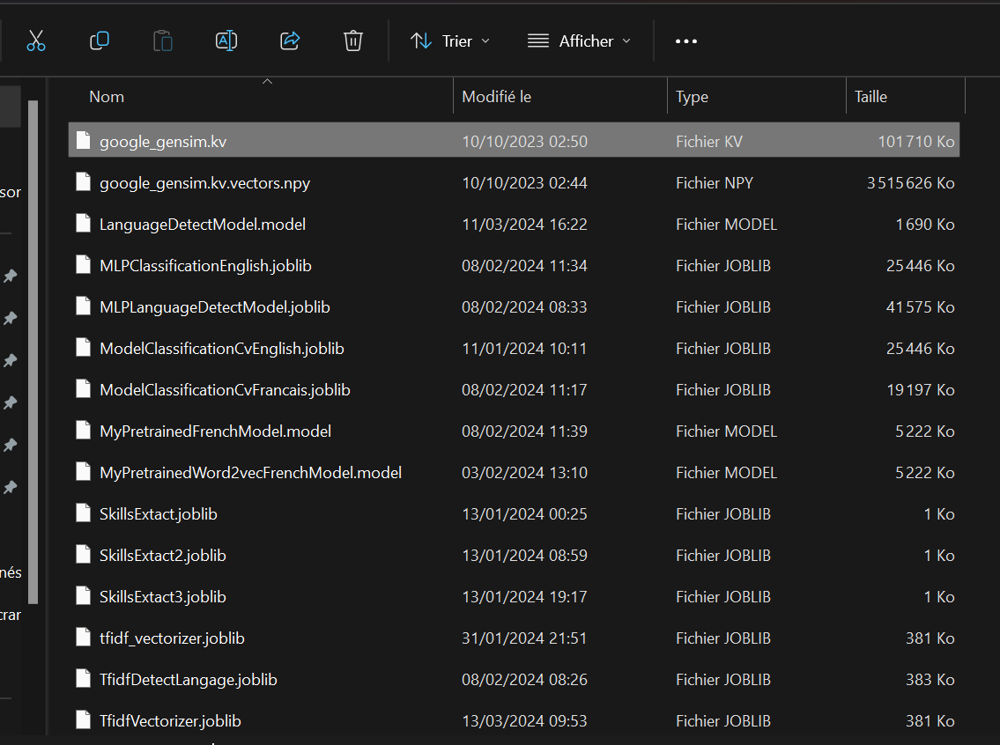 Trier
Afficher
Nom Modifié le Type Taille
google_gensim.kv 10/10/2023 02:50 Fichier KV 101 710 Ko
google_gensim.kv.vectors.npy 10/10/2023 02:44 Fichier NPY 3 515 626 Ko
sor
LanguageDetectModel.model 11/03/2024 16:22 Fichier MODEL 1 690 Ko
MLPClassificationEnglish.joblib 08/02/2024 11:34 Fichier JOBLIB 25 446 Ko
MLPLanguageDetectModel.joblib 08/02/2024 08:33 Fichier JOBLIB 41 575 Ko
ModelClassificationCvEnglish.joblib 11/01/2024 10:11 Fichier JOBLIB 25 446 Ko
ModelClassificationCvFrancais.joblib 08/02/2024 11:17 Fichier JOBLIB 19 197 Ko
MyPretrainedFrenchModel.model 08/02/2024 11:39 Fichier MODEL 5 222 Ko
MyPretrainedWord2vecFrenchModel.model 03/02/2024 13:10 Fichier MODEL 5 222 Ko
SkillsExtact.joblib 13/01/2024 00:25 Fichier JOBLIB 1 Ko
SkillsExtact2.joblib 13/01/2024 08:59 Fichier JOBLIB 1 Ko
nés
SkillsExtact3.joblib 13/01/2024 19:17 Fichier JOBLIB 1 Ko
crar
tfidf_vectorizer.joblib 31/01/2024 21:51 Fichier JOBLIB 381 Ko
TfidfDetectLangage.joblib 08/02/2024 08:26 Fichier JOBLIB 383 Ko
TfidfVectorizer.joblib 13/03/2024 09:53 Fichier JOBLIB 381 Ko